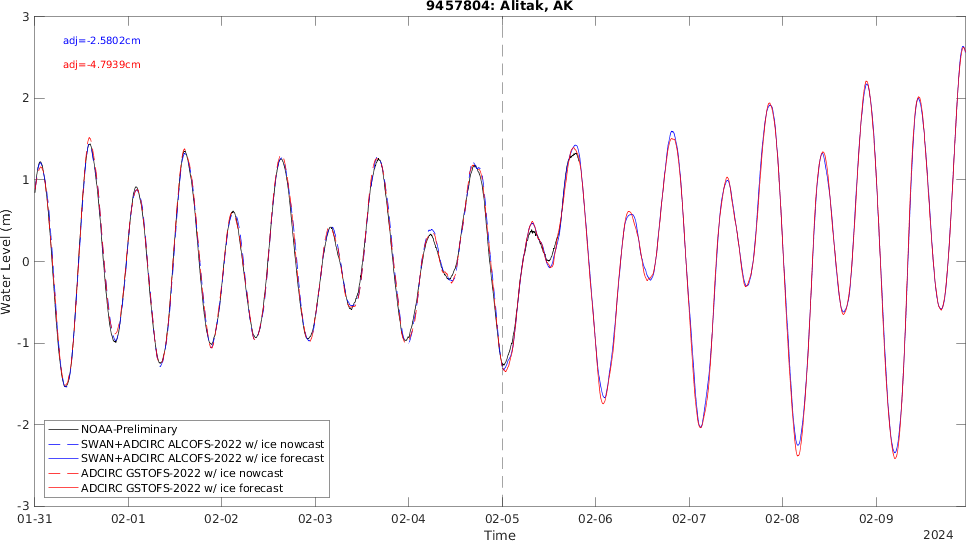 9457804: Alitak, AK
adj=-2.5802cm
adj=-4.7939cm
Water Level (m)
3
2
1
0
-1
-2
-3
NOAA-Preliminary
SWAN+ADCIRC ALCOFS-2022 w/ ice nowcast
SWAN+ADCIRC ALCOFS-2022 w/ ice forecast
ADCIRC GSTOFS-2022 w/ ice nowcast
ADCIRC GSTOFS-2022 w/ ice forecast
01-31 02-01 02-02 02-03 02-04 02-05 02-06 02-07 02-08 02-09
Time
2024